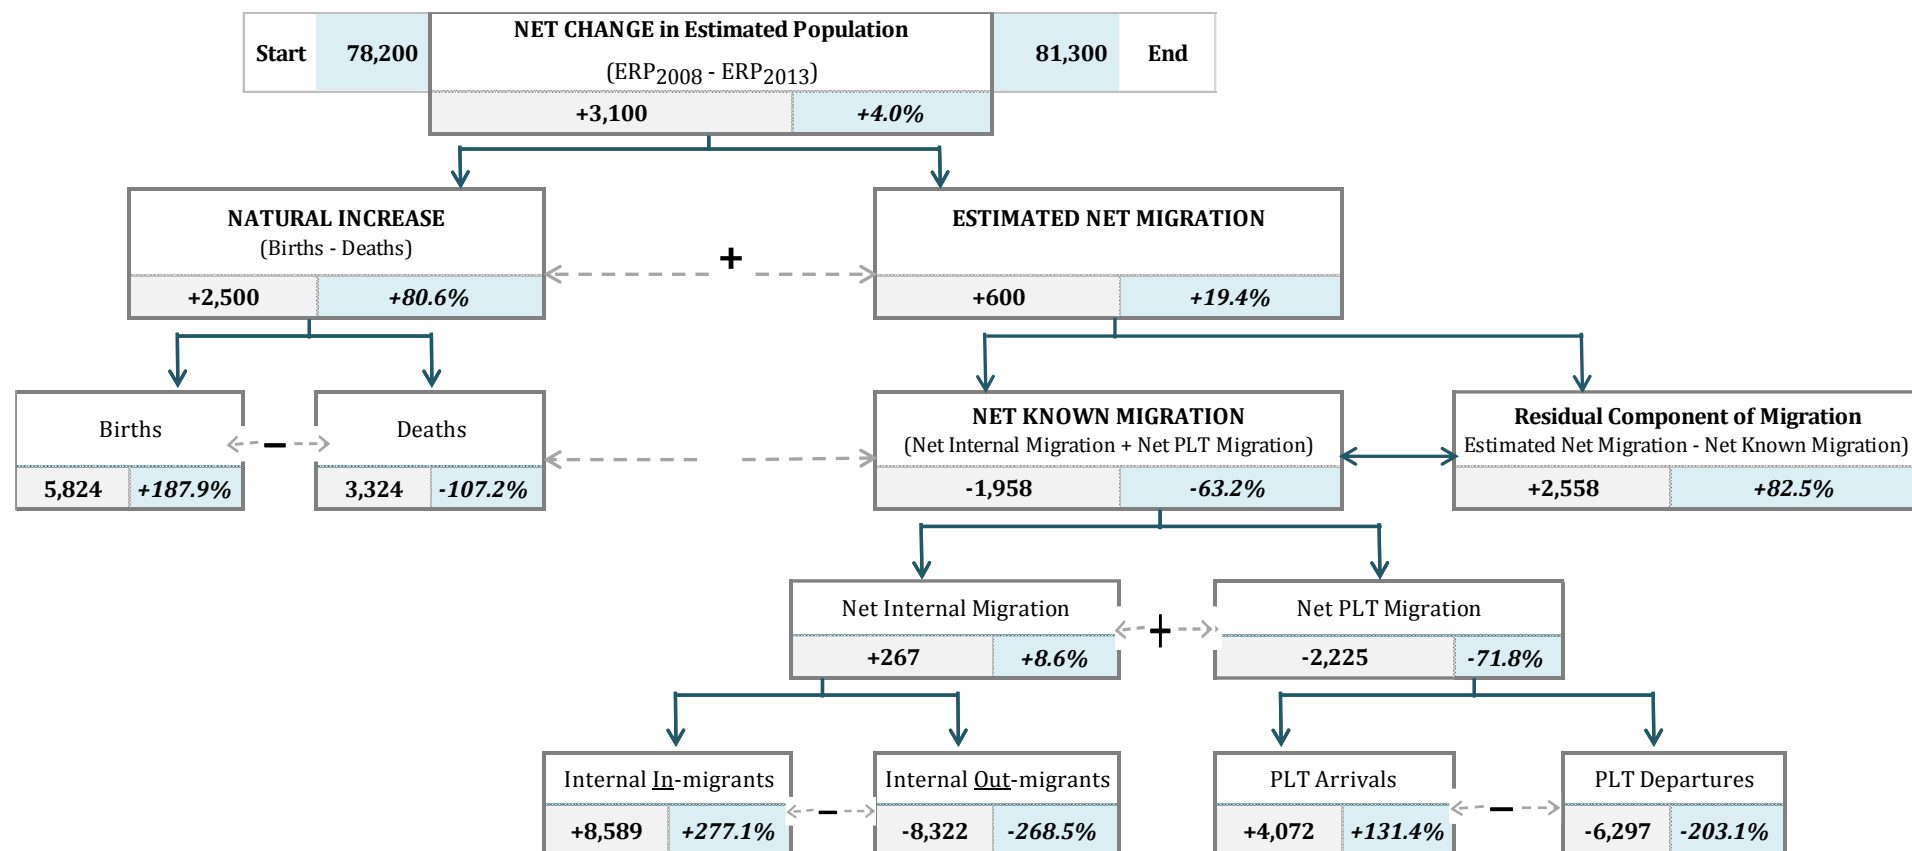 NET CHANGE in Estimated Population
Start 78,200 (ERP2008 - ERP2013) 81,300 End
+3,100 +4.0%
NATURAL INCREASE
(Births - Deaths)
+2,500 +80.6%
+
ESTIMATED NET MIGRATION
+600 +19.4%
Births
5,824 +187.9%
–
Deaths
3,324 -107.2%
NET KNOWN MIGRATION
(Net Internal Migration + Net PLT Migration)
-1,958 -63.2%
Residual Component of Migration
Estimated Net Migration - Net Known Migration)
+2,558 +82.5%
Net Internal Migration
+267 +8.6%
+
Net PLT Migration
-2,225 -71.8%
Internal In-migrants
+8,589 +277.1%
–
Internal Out-migrants
-8,322 -268.5%
PLT Arrivals
+4,072 +131.4%
–
PLT Departures
-6,297 -203.1%